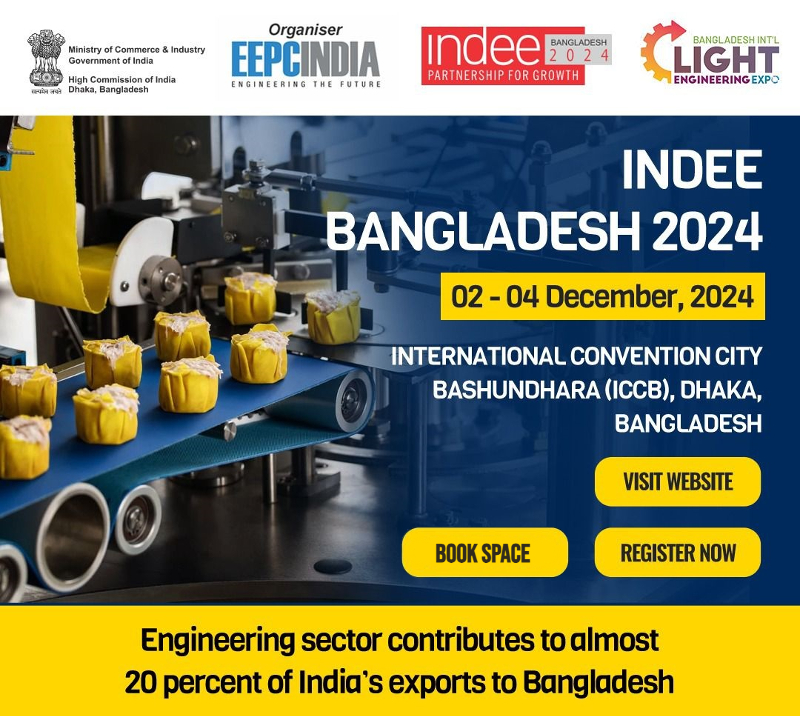 Ministry of Commerce & Industry
Government of India
High Commission of India
Dhaka, Bangladesh
सत्यमेव जयते
Organiser
EEPCINDIA
ENGINEERING THE FUTURE
indee BANGLADESH
2024
PARTNERSHIP FOR GROWTH
BANGLADESH INT'L
LIGHT
ENGINEERING EXPO
INDEE
BANGLADESH 2024
02 - 04 December, 2024
INTERNATIONAL CONVENTION CITY
BASHUNDHARA (ICCB), DHAKA,
BANGLADESH
VISIT WEBSITE
BOOK SPACE
REGISTER NOW
Engineering sector contributes to almost
20 percent of India's exports to Bangladesh